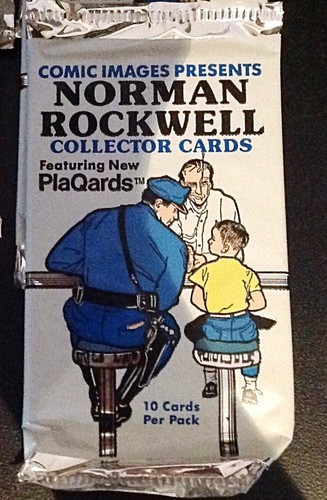 COMIC IMAGES PRESENTS
NORMAN
ROCKWELL
COLLECTOR CARDS
Featuring New
PlaQards™
10 Cards
Per Pack